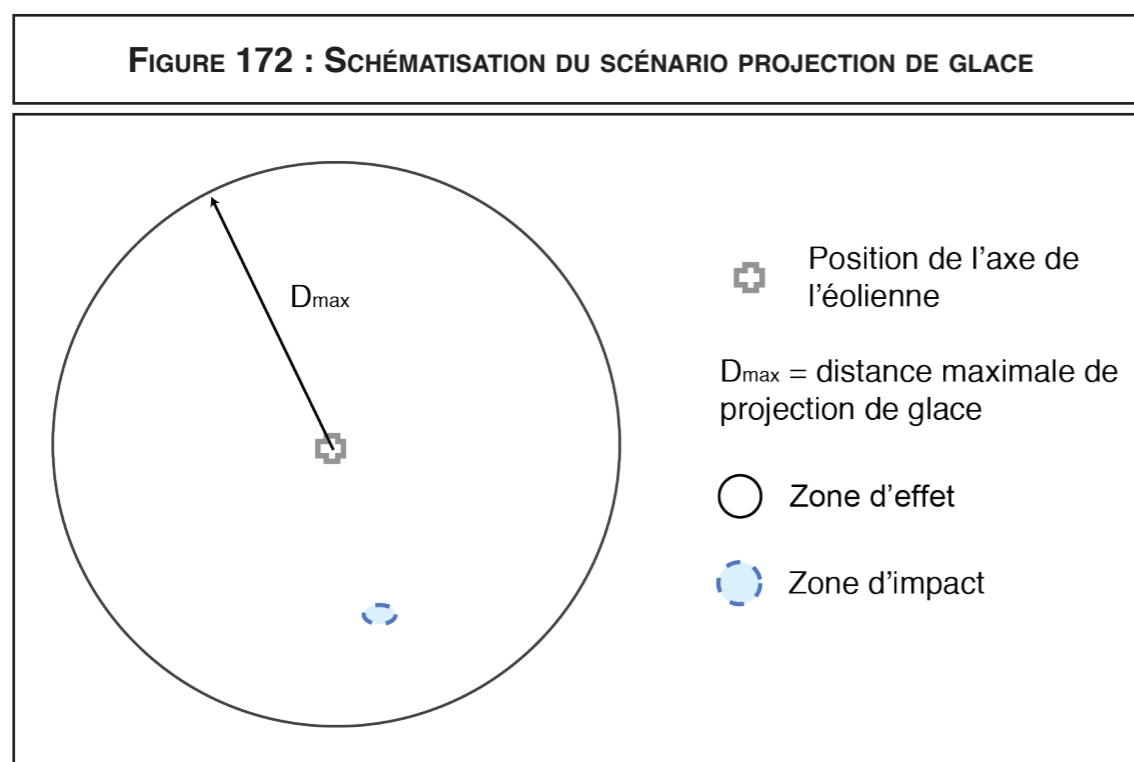 FIGURE 172 : SCHÉMATISATION DU SCÉNARIO PROJECTION DE GLACE
Dmax
Position de l'axe de
l'éolienne
Dmax = distance maximale de
projection de glace
Zone d'effet
Zone d'impact